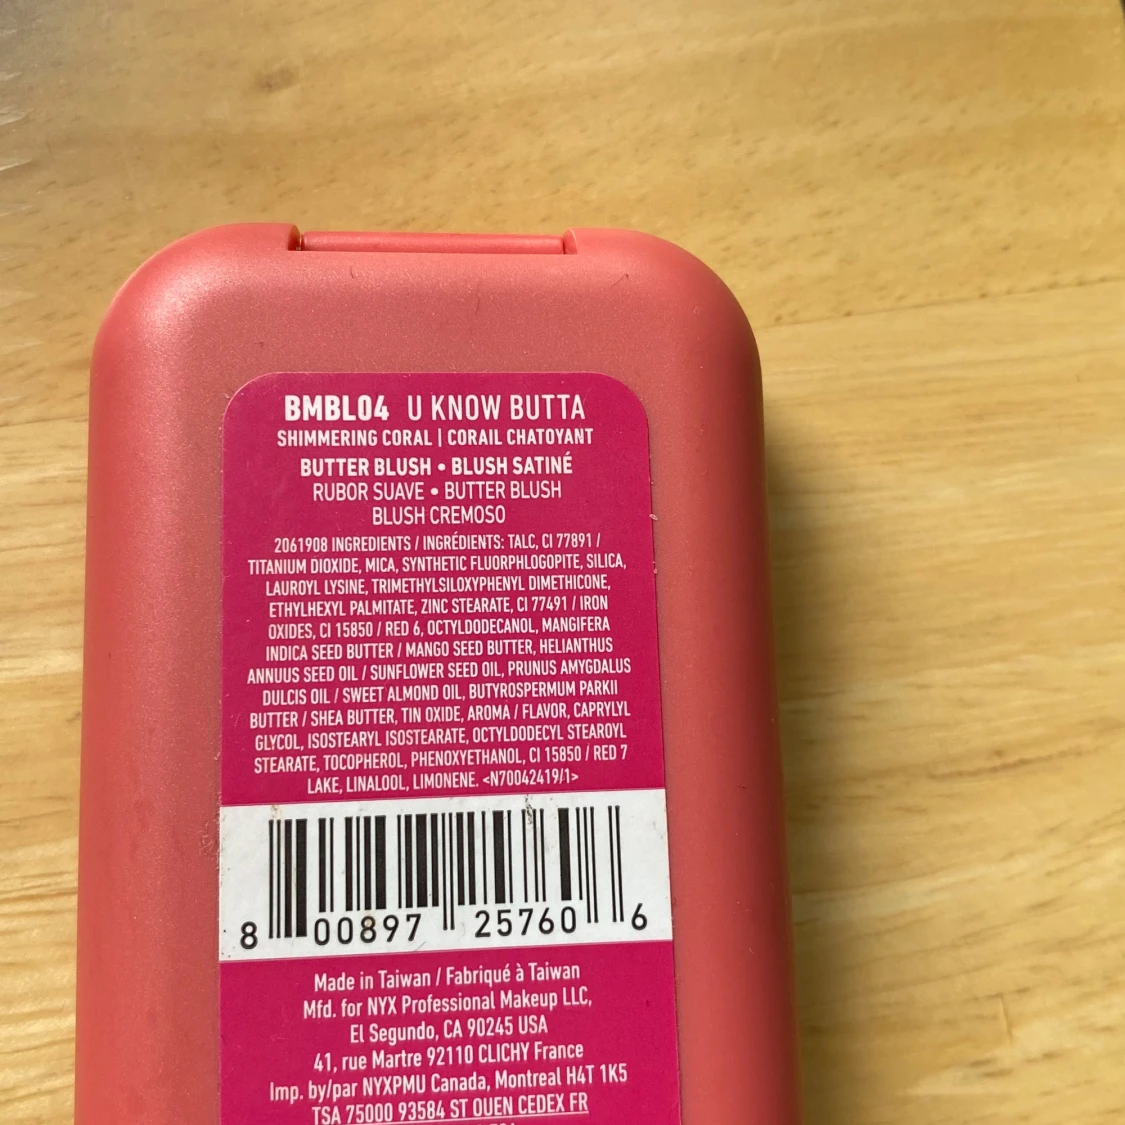 BMBL04 U KNOW BUTTA
SHIMMERING CORAL | CORAIL CHATOYANT
BUTTER BLUSH • BLUSH SATINÉ
RUBOR SUAVE • BUTTER BLUSH
BLUSH CREMOSO
2061908 INGREDIENTS / INGRÉDIENTS: TALC, CI 77891 /
TITANIUM DIOXIDE, MICA, SYNTHETIC FLUORPHLOGOPITE, SILICA,
LAUROYL LYSINE, TRIMETHYLSILOXYPHENYL DIMETHICONE,
ETHYLHEXYL PALMITATE, ZINC STEARATE, CI 77491 / IRON
OXIDES, CI 15850 / RED 6, OCTYLDODECANOL, MANGIFERA
INDICA SEED BUTTER / MANGO SEED BUTTER, HELIANTHUS
ANNUUS SEED OIL / SUNFLOWER SEED OIL, PRUNUS AMYGDALUS
DULCIS OIL / SWEET ALMOND OIL, BUTYROSPERMUM PARKII
BUTTER / SHEA BUTTER, TIN OXIDE, AROMA / FLAVOR, CAPRYLYL
GLYCOL, ISOSTEARYL ISOSTEARATE, OCTYLDODECYL STEAROYL
STEARATE, TOCOPHEROL, PHENOXYETHANOL, CI 15850 / RED 7
LAKE, LINALOOL, LIMONENE. <N70042419/1>
8 00897 25760 6
Made in Taiwan / Fabriqué à Taiwan
Mfd. for NYX Professional Makeup LLC,
El Segundo, CA 90245 USA
41, rue Martre 92110 CLICHY France
Imp. by/par NYXPMU Canada, Montreal H4T 1K5
TSA 75000 93584 ST OUEN CEDEX FR